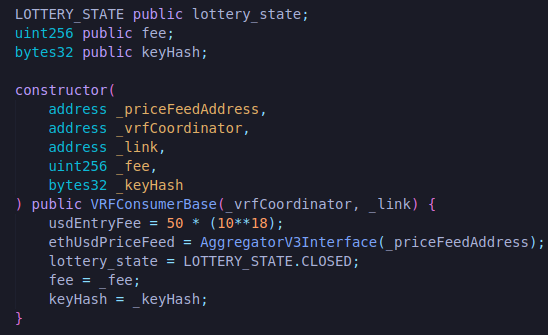 LOTTERY_STATE public lottery_state;
uint256 public fee;
bytes32 public keyHash;

constructor(
    address _priceFeedAddress,
    address _vrfCoordinator,
    address _link,
    uint256 _fee,
    bytes32 _keyHash
) public VRFConsumerBase(_vrfCoordinator, _link) {
    usdEntryFee = 50 * (10**18);
    ethUsdPriceFeed = AggregatorV3Interface(_priceFeedAddress);
    lottery_state = LOTTERY_STATE.CLOSED;
    fee = _fee;
    keyHash = _keyHash;
}